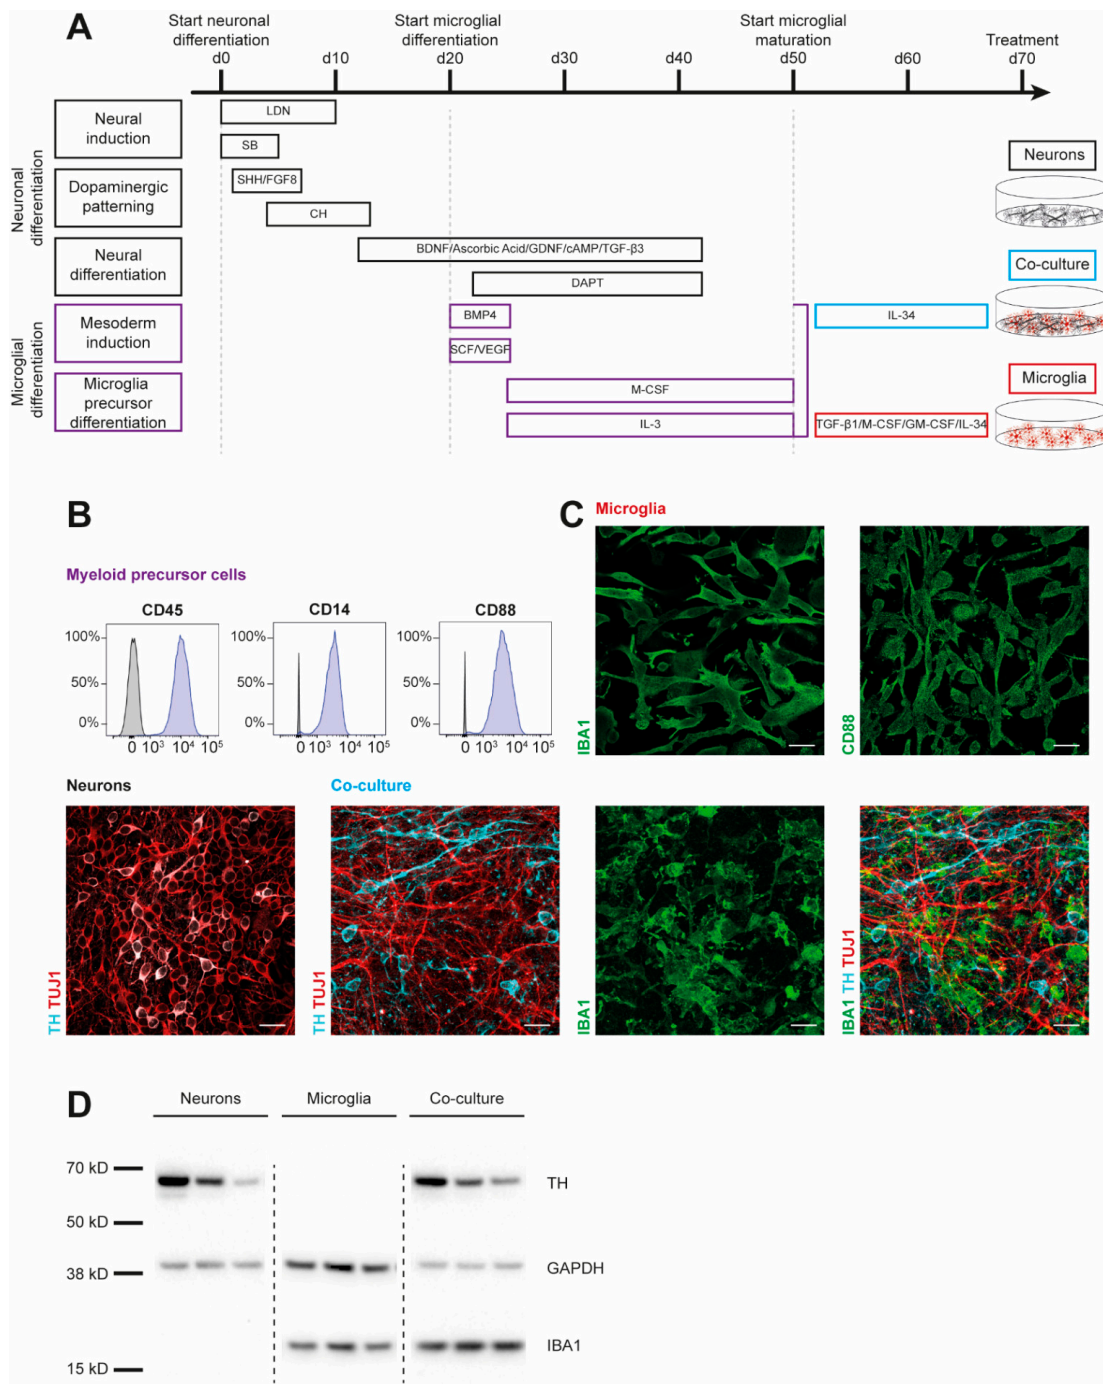 A
Start neuronal
differentiation
Start microglial
differentiation
Start microglial
maturation
Treatment
d0
d10
d20
d30
d40
d50
d60
d70
Neuronal
differentiation
Neural
induction
LDN
SB
Dopaminergic
patterning
SHH/FGF8
CH
Neural
differentiation
BDNF/Ascorbic Acid/GDNF/cAMP/TGF-β3
DAPT
Microglial
differentiation
Mesoderm
induction
BMP4
SCF/VEGF
Microglia
precursor
differentiation
M-CSF
IL-3
IL-34
TGF-β1/M-CSF/GM-CSF/IL-34
Neurons
Co-culture
Microglia
B
Myeloid precursor cells
CD45
100%
50%
0%
0 10³ 10⁴ 10⁵
CD14
100%
50%
0%
0 10³ 10⁴ 10⁵
CD88
100%
50%
0%
0 10³ 10⁴ 10⁵
C
Microglia
IBA1
CD88
Neurons
TH TUJ1
Co-culture
TH TUJ1
IBA1
IBA1 TH TUJ1
D
Neurons
Microglia
Co-culture
70 kD
50 kD
38 kD
15 kD
TH
GAPDH
IBA1